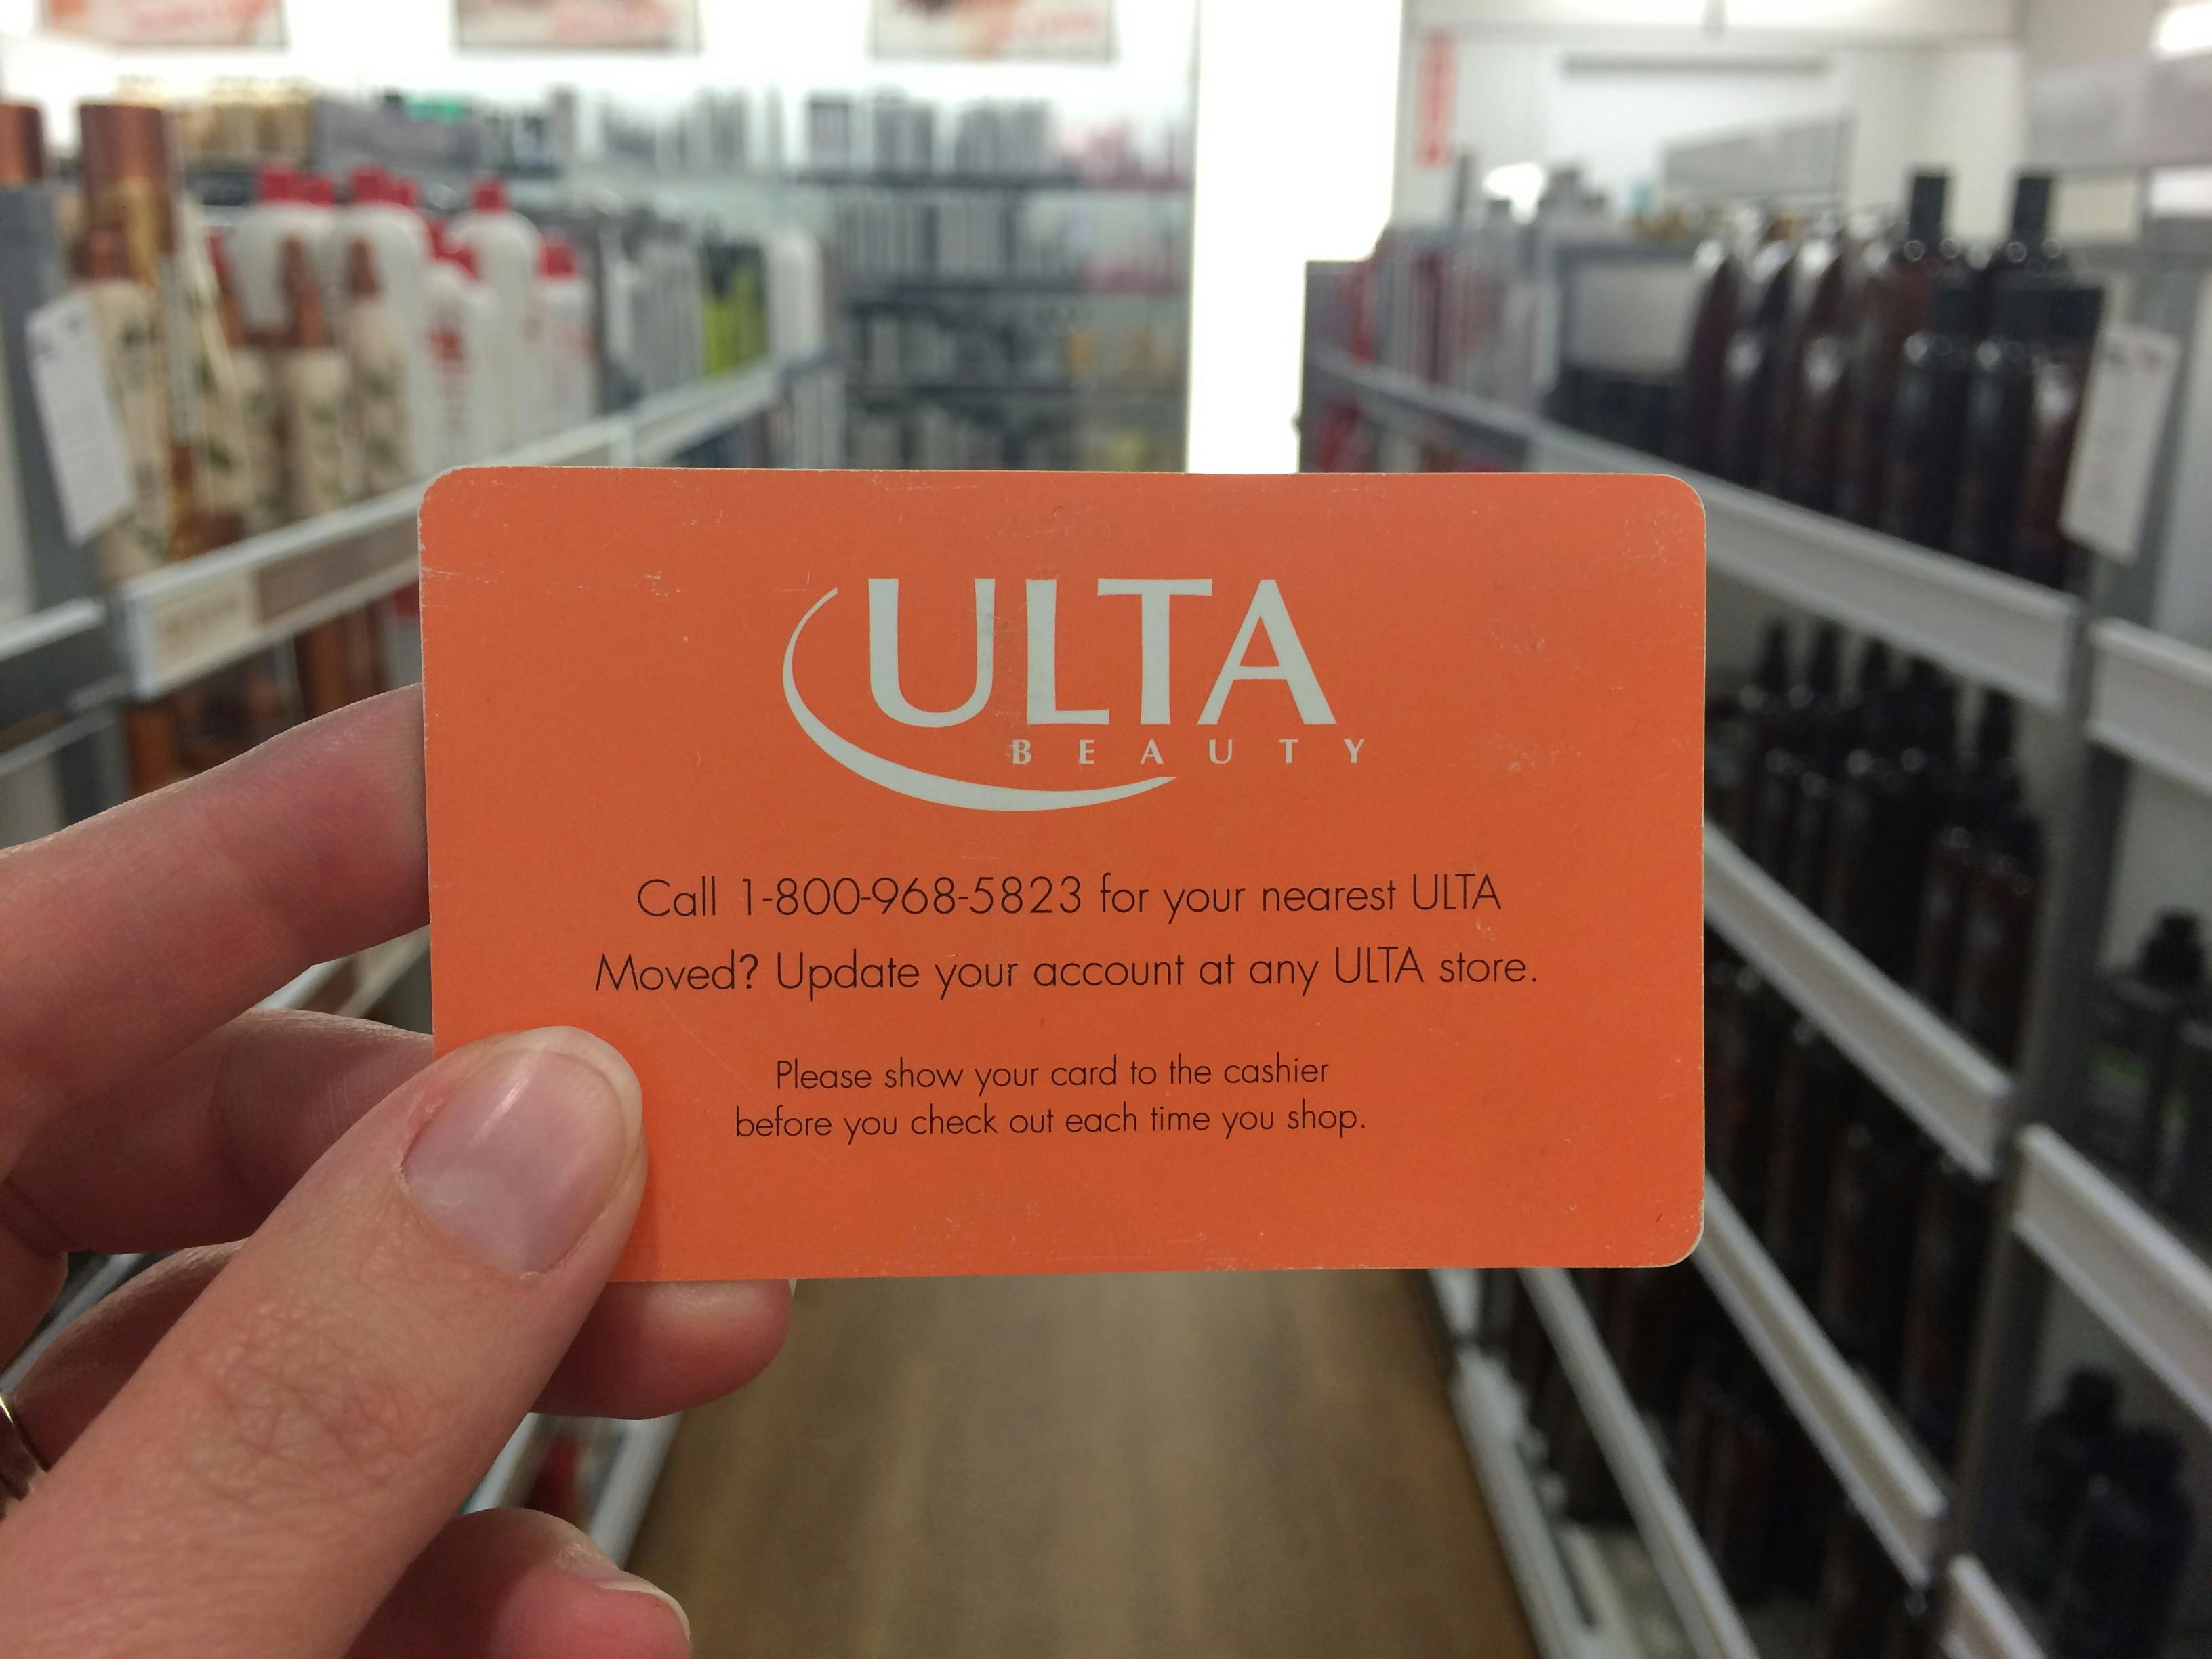 ULTA
BEAUTY
Call 1-800-968-5823 for your nearest ULTA
Moved? Update your account at any ULTA store.
Please show your card to the cashier
before you check out each time you shop.